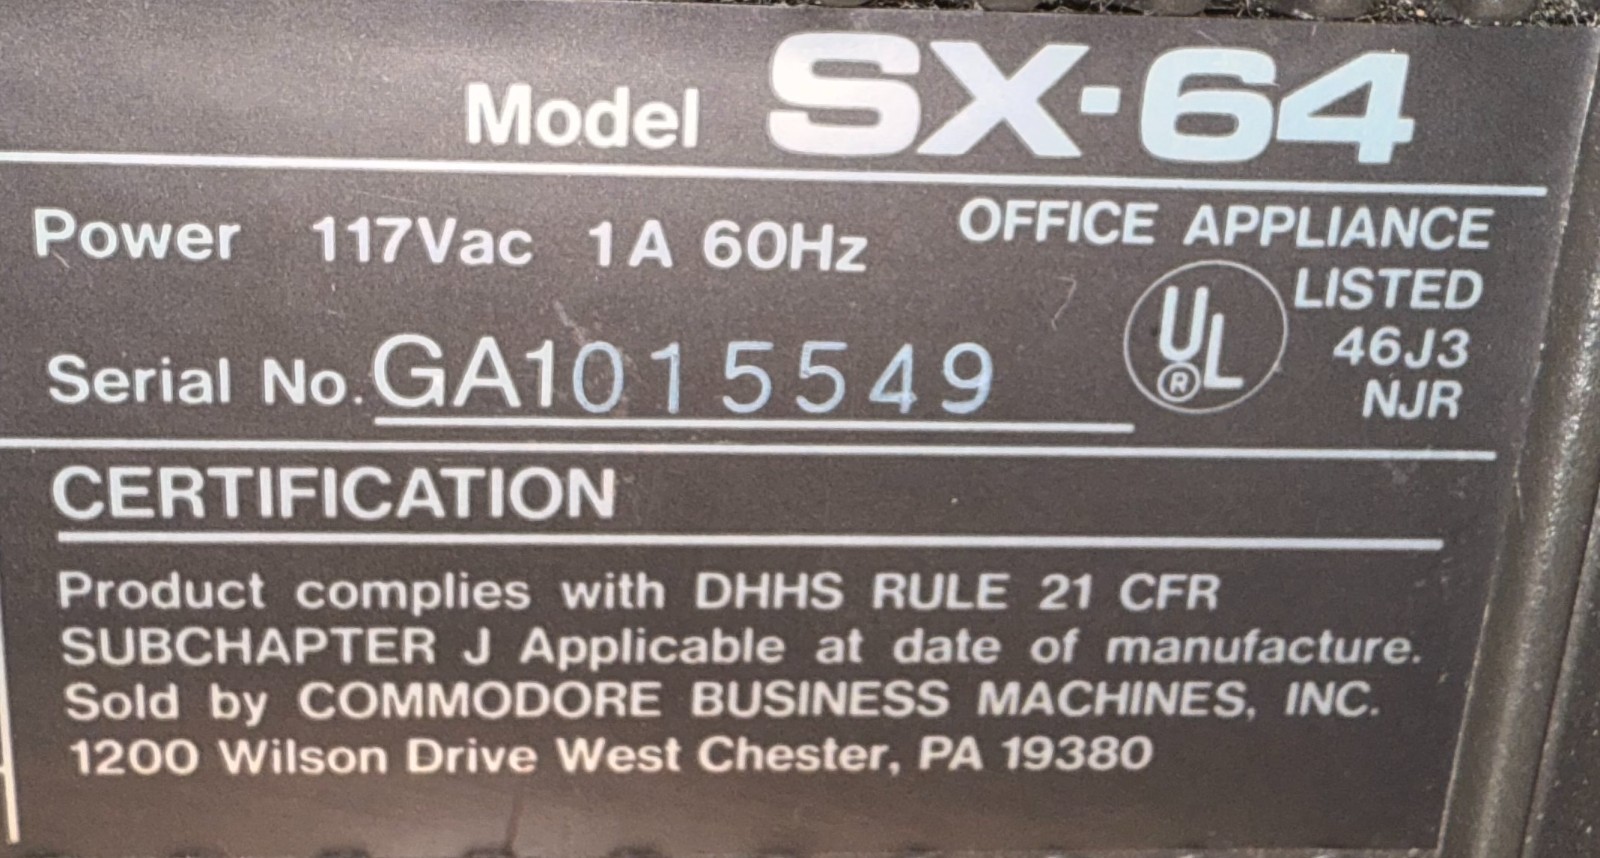 Model SX-64
Power 117Vac 1A 60Hz
OFFICE APPLIANCE
LISTED
46J3
NJR
UL
®
Serial No. GA1015549
CERTIFICATION
Product complies with DHHS RULE 21 CFR
SUBCHAPTER J Applicable at date of manufacture.
Sold by COMMODORE BUSINESS MACHINES, INC.
1200 Wilson Drive West Chester, PA 19380